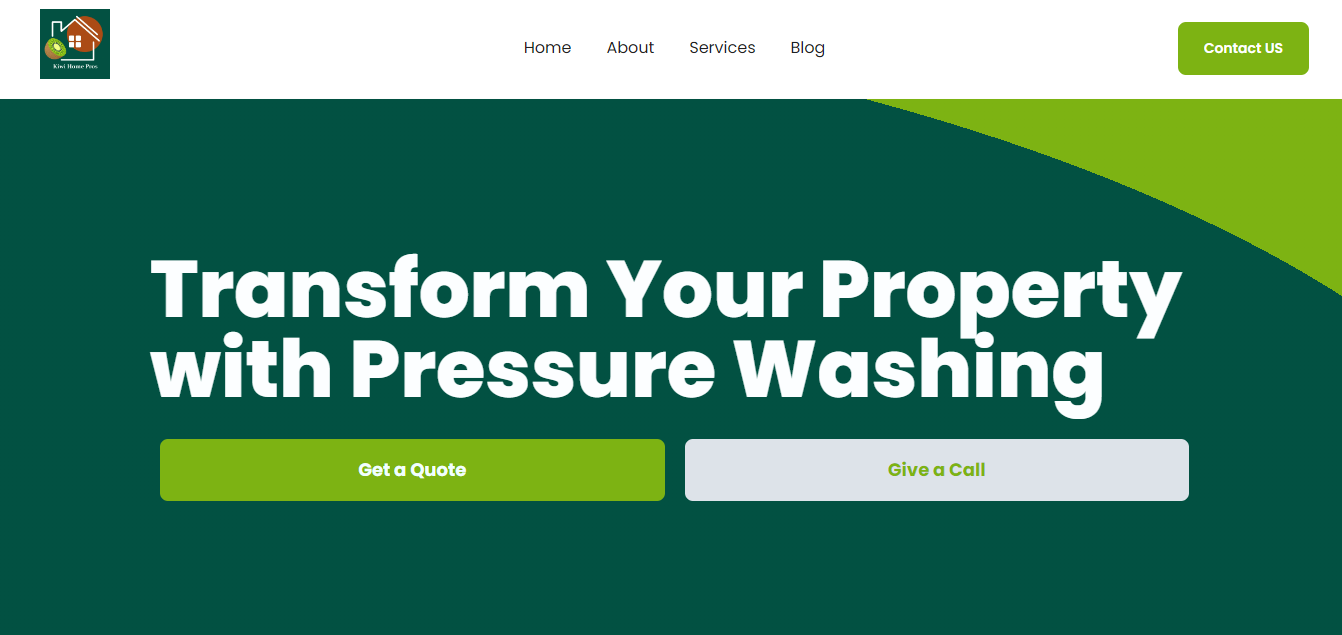 Kiwi Home Pros
Home About Services Blog
Contact US
Transform Your Property
with Pressure Washing
Get a Quote
Give a Call